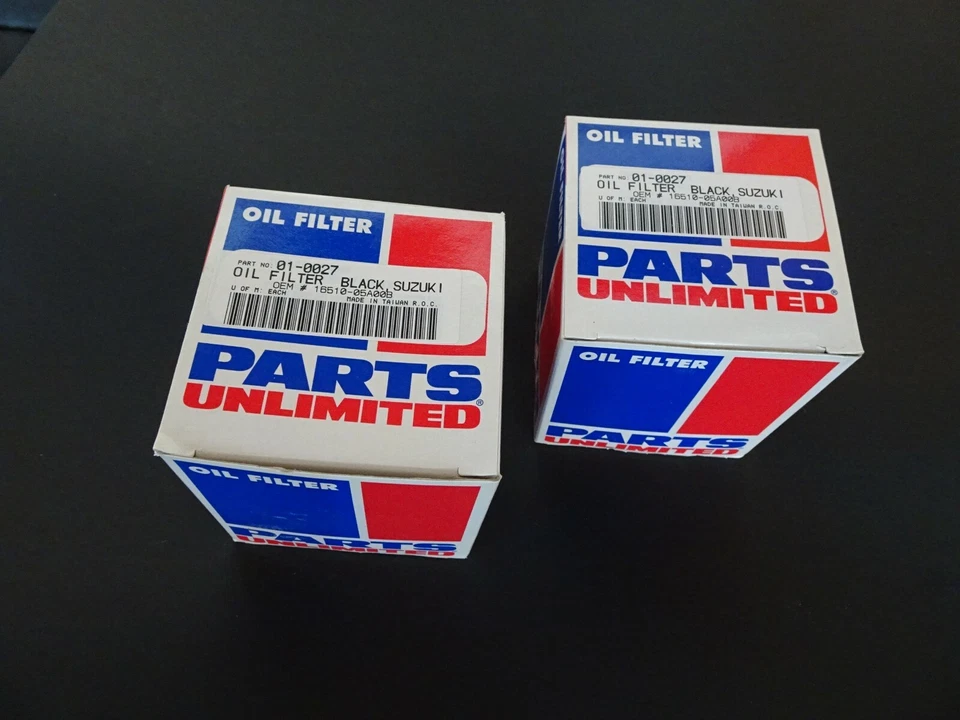 OIL FILTER
PART NO: 01-0027
OIL FILTER BLACK,SUZUKI
OEM # 16510-05A00B
U OF M: EACH MADE IN TAIWAN R.O.C.
PARTS
UNLIMITED®
OIL FILTER
PARTS
UNLIMITED
OIL FILTER
PART NO: 01-0027
OIL FILTER BLACK,SUZUKI
OEM # 16510-05A00B
U OF M: EACH MADE IN TAIWAN R.O.C.
PARTS
UNLIMITED®
OIL FILTER
PARTS
UNLIMITED